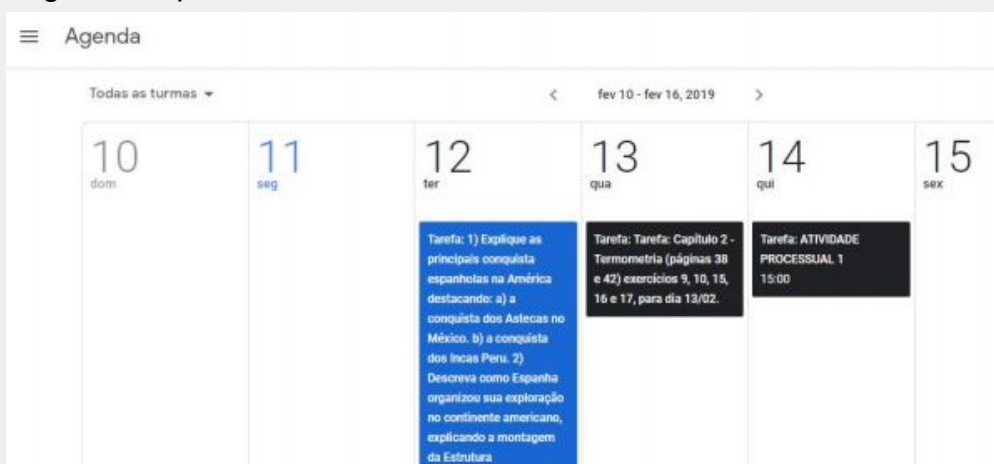 Agenda
Todas as turmas
fev 10 - fev 16, 2019
10
dom
11
seg
12
ter
13
qua
14
qui
15
sex
Tarefa: 1) Explique as
principais conquista
espanholas na América
destacando: a) a
conquista dos Astecas no
México. b) a conquista
dos Incas Peru. 2)
Descreva como Espanha
organizou sua exploração
no continente americano,
explicando a montagem
da Estrutura
Tarefa: Tarefa: Capítulo 2 -
Termometria (páginas 38
e 42) exercícios 9, 10, 15,
16 e 17, para dia 13/02.
Tarefa: ATIVIDADE
PROCESSUAL 1
15:00